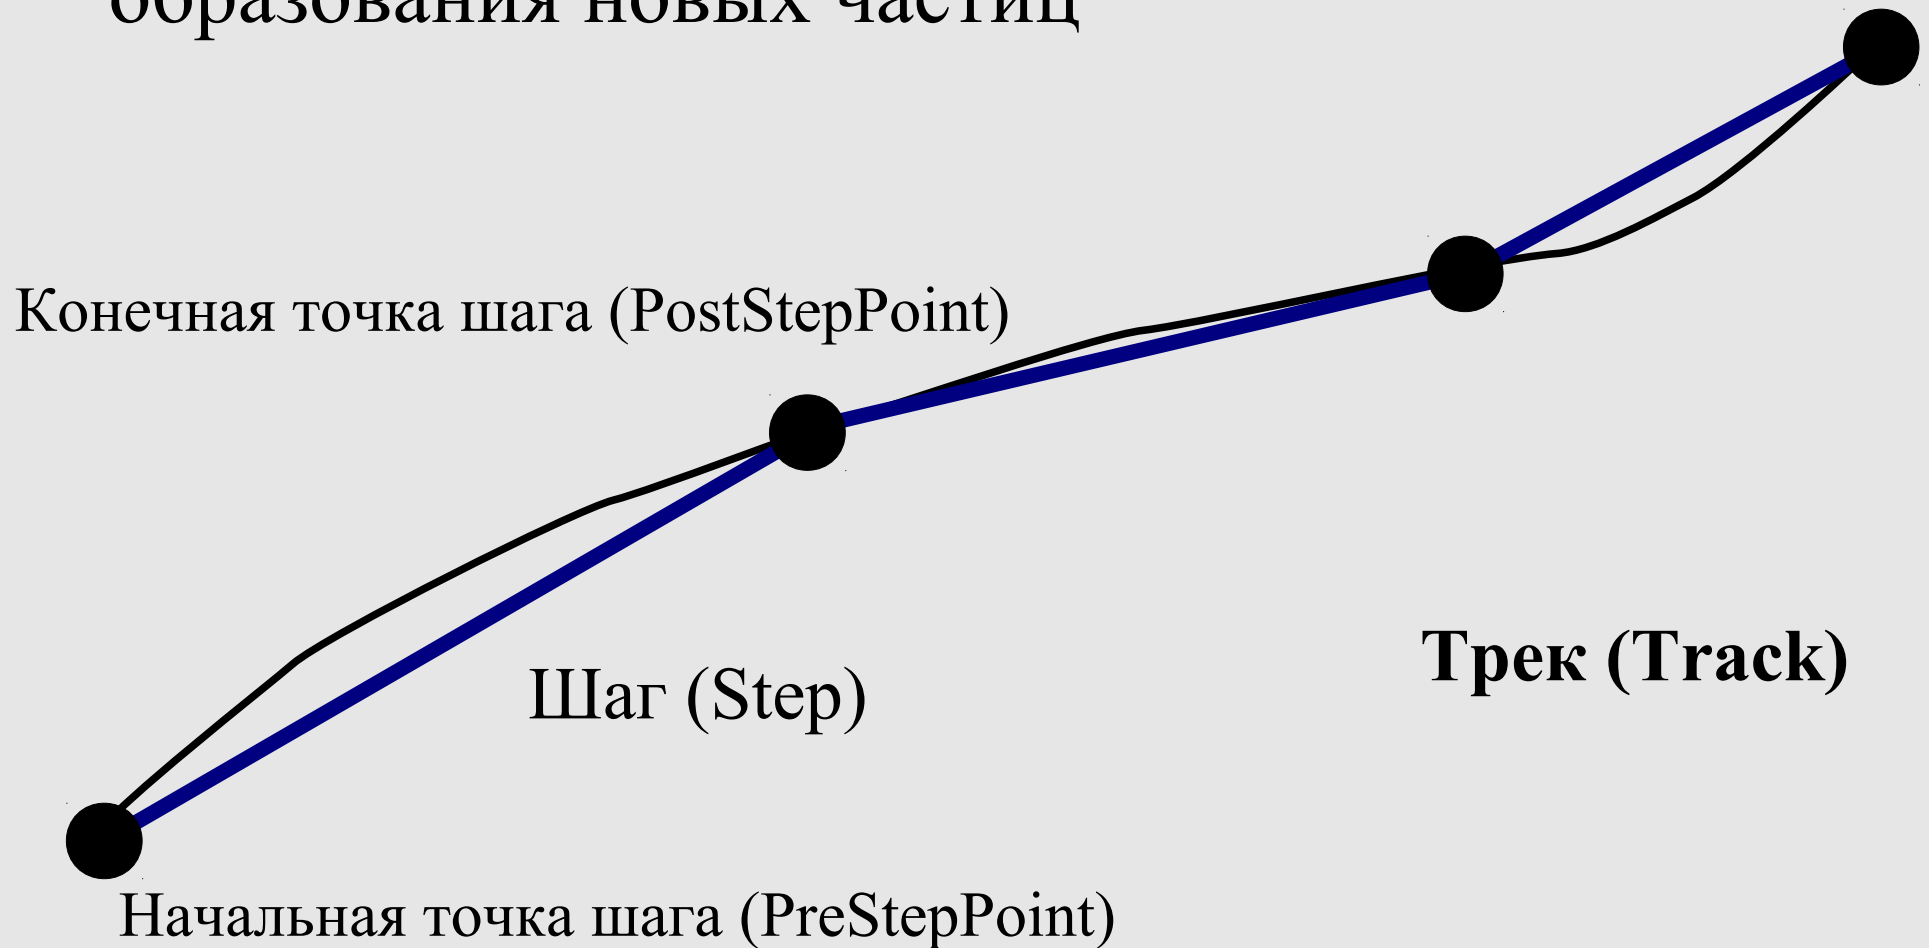 образования новых частиц
Конечная точка шага (PostStepPoint)
Шаг (Step)
Трек (Track)
Начальная точка шага (PreStepPoint)